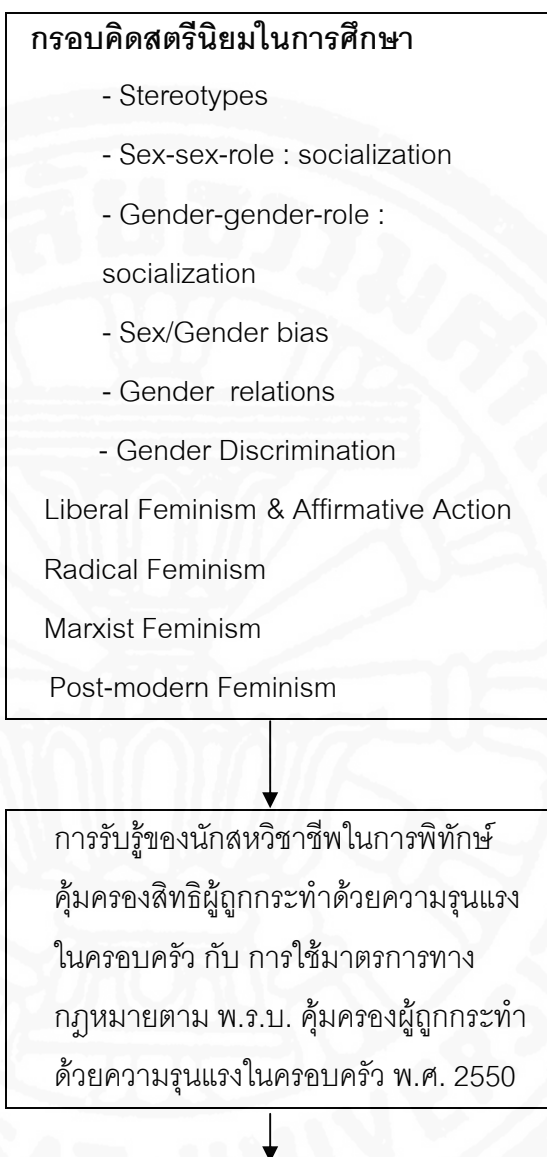 กรอบคิดสตรีนิยมในการศึกษา
- Stereotypes
- Sex-sex-role : socialization
- Gender-gender-role :
socialization
- Sex/Gender bias
- Gender relations
- Gender Discrimination
Liberal Feminism & Affirmative Action
Radical Feminism
Marxist Feminism
Post-modern Feminism
การรับรู้ของนักสหวิชาชีพในการพิทักษ์
คุ้มครองสิทธิผู้ถูกกระทำด้วยความรุนแรง
ในครอบครัว กับ การใช้มาตรการทาง
กฎหมายตาม พ.ร.บ. คุ้มครองผู้ถูกกระทำ
ด้วยความรุนแรงในครอบครัว พ.ศ. 2550